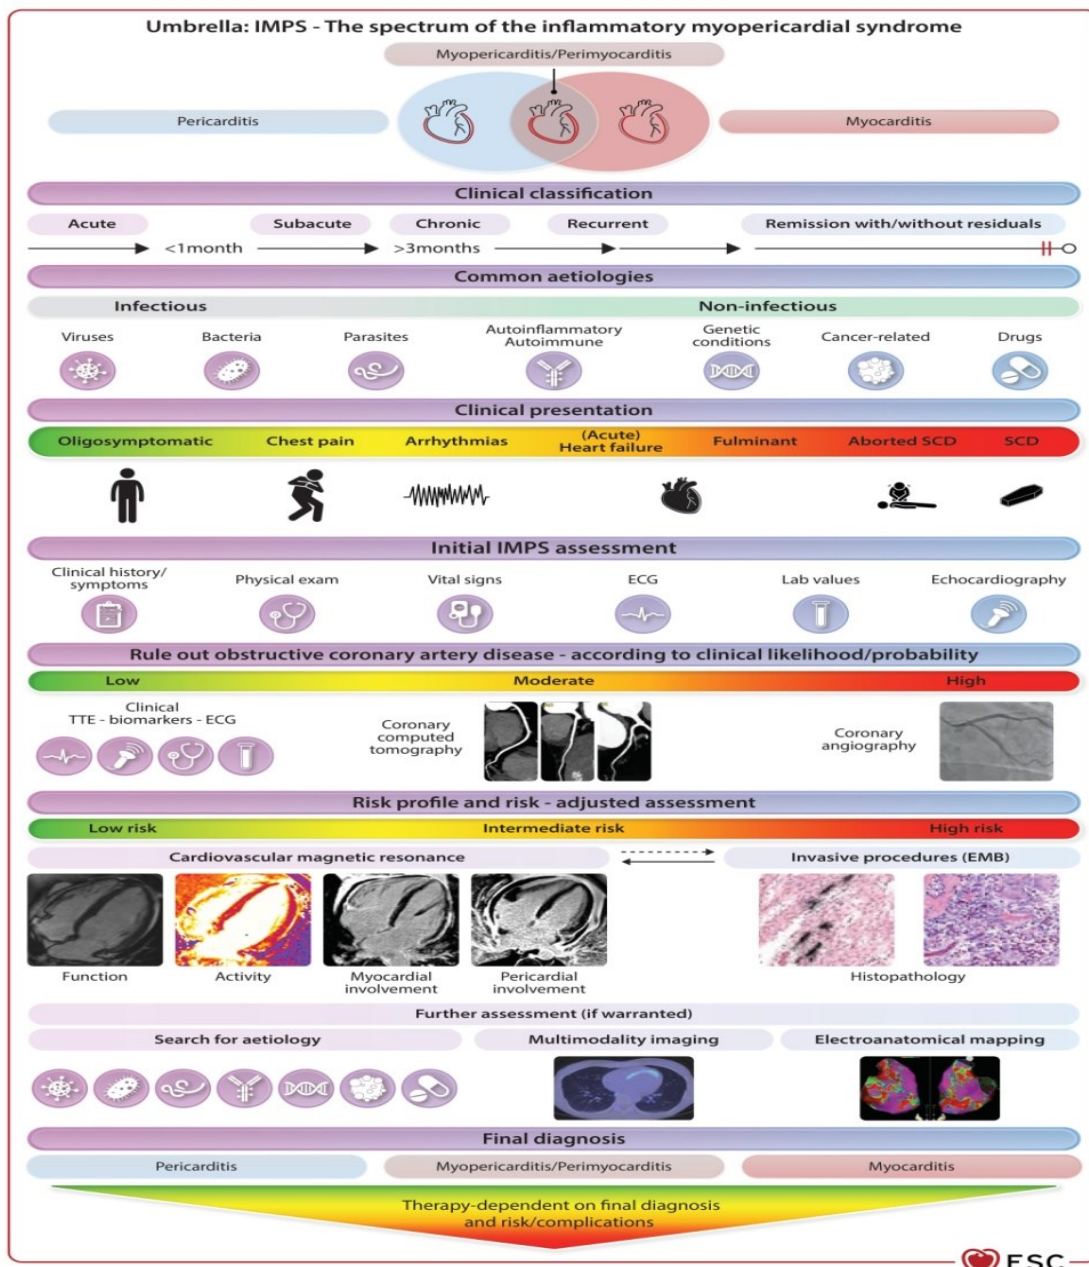 Umbrella: IMPS - The spectrum of the inflammatory myopericardial syndrome
Myopericarditis/Perimyocarditis
Pericarditis
Myocarditis
Clinical classification
Acute
Subacute
Chronic
Recurrent
Remission with/without residuals
<1month
>3months
Common aetiologies
Infectious
Non-infectious
Viruses
Bacteria
Parasites
Autoinflammatory
Autoimmune
Genetic
conditions
Cancer-related
Drugs
Clinical presentation
Oligosymptomatic
Chest pain
Arrhythmias
(Acute)
Heart failure
Fulminant
Aborted SCD
SCD
Initial IMPS assessment
Clinical history/
symptoms
Physical exam
Vital signs
ECG
Lab values
Echocardiography
Rule out obstructive coronary artery disease - according to clinical likelihood/probability
Low
Moderate
High
Clinical
TTE - biomarkers - ECG
Coronary
computed
tomography
Coronary
angiography
Risk profile and risk - adjusted assessment
Low risk
Intermediate risk
High risk
Cardiovascular magnetic resonance
Invasive procedures (EMB)
Function
Activity
Myocardial
involvement
Pericardial
involvement
Histopathology
Further assessment (if warranted)
Search for aetiology
Multimodality imaging
Electroanatomical mapping
Final diagnosis
Pericarditis
Myopericarditis/Perimyocarditis
Myocarditis
Therapy-dependent on final diagnosis
and risk/complications
ESC